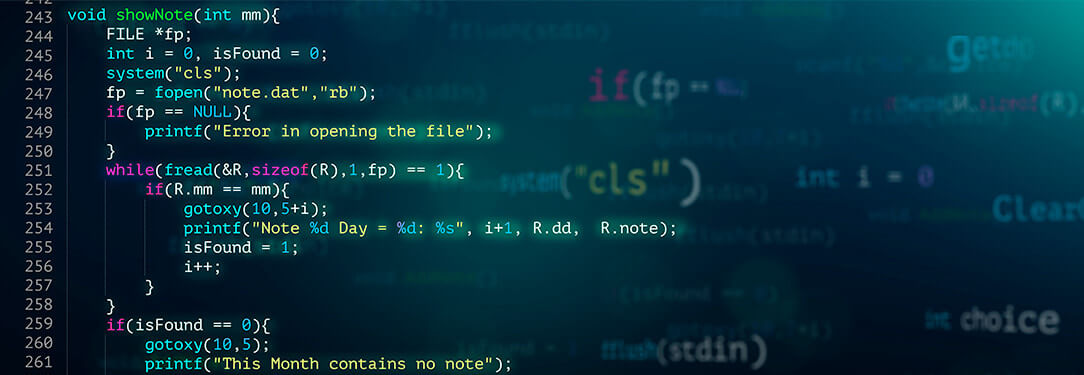 243 void showNote(int mm){
244 FILE *fp;
245 int i = 0, isFound = 0;
246 system("cls");
247 fp = fopen("note.dat","rb");
248 if(fp == NULL){
249 printf("Error in opening the file");
250 }
251 while(fread(&R,sizeof(R),1,fp) == 1){
252 if(R.mm == mm){
253 gotoxy(10,5+i);
254 printf("Note %d Day = %d: %s", i+1, R.dd,  R.note);
255 isFound = 1;
256 i++;
257 }
258 }
259 if(isFound == 0){
260 gotoxy(10,5);
261 printf("This Month contains no note");
fflush(stdin)
if(fp ==
system("cls")
int i = 0
Clear
(isFound == 0)
int choice
fflush(stdin)